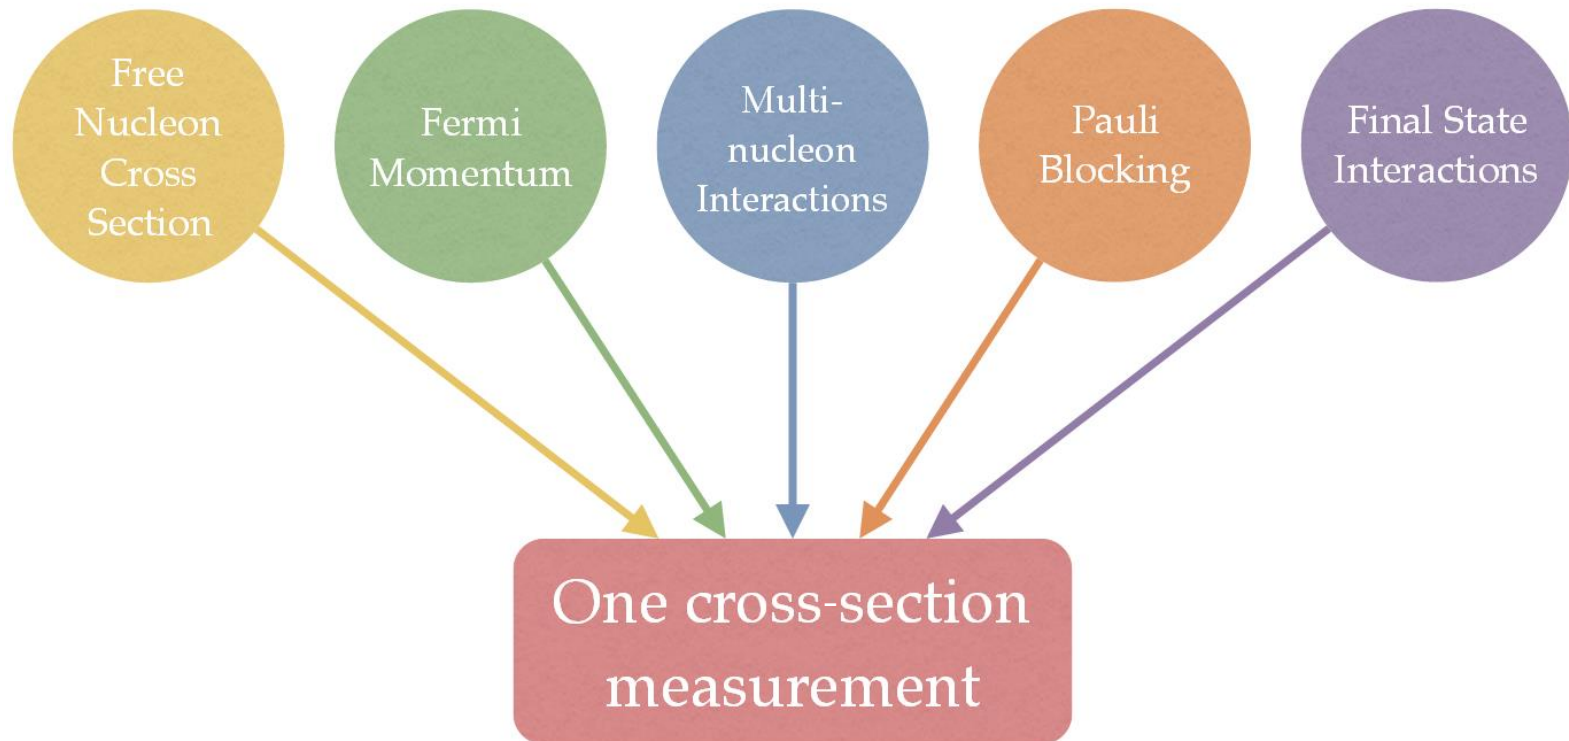 Free
Nucleon
Cross
Section
Fermi
Momentum
Multi-
nucleon
Interactions
Pauli
Blocking
Final State
Interactions
One cross-section
measurement